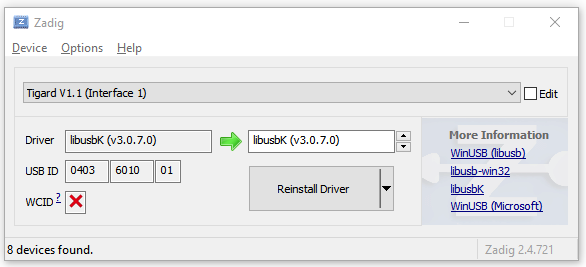 Zadig
Device Options Help
Tigard V1.1 (Interface 1) Edit
Driver libusbK (v3.0.7.0) libusbK (v3.0.7.0)
USB ID 0403 6010 01
WCID ?
Reinstall Driver
More Information
WinUSB (libusb)
libusb-win32
libusbK
WinUSB (Microsoft)
8 devices found. Zadig 2.4.721